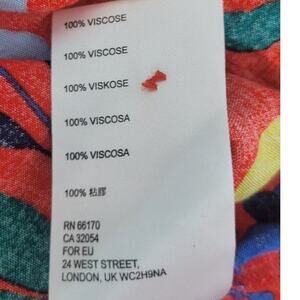 100% VISCOSE
100% VISCOSE
100% VISKOSE
100% VISCOSA
100% VISCOSA
100% 粘膠
RN 66170
CA 32054
FOR EU
24 WEST STREET,
LONDON, UK WC2H9NA